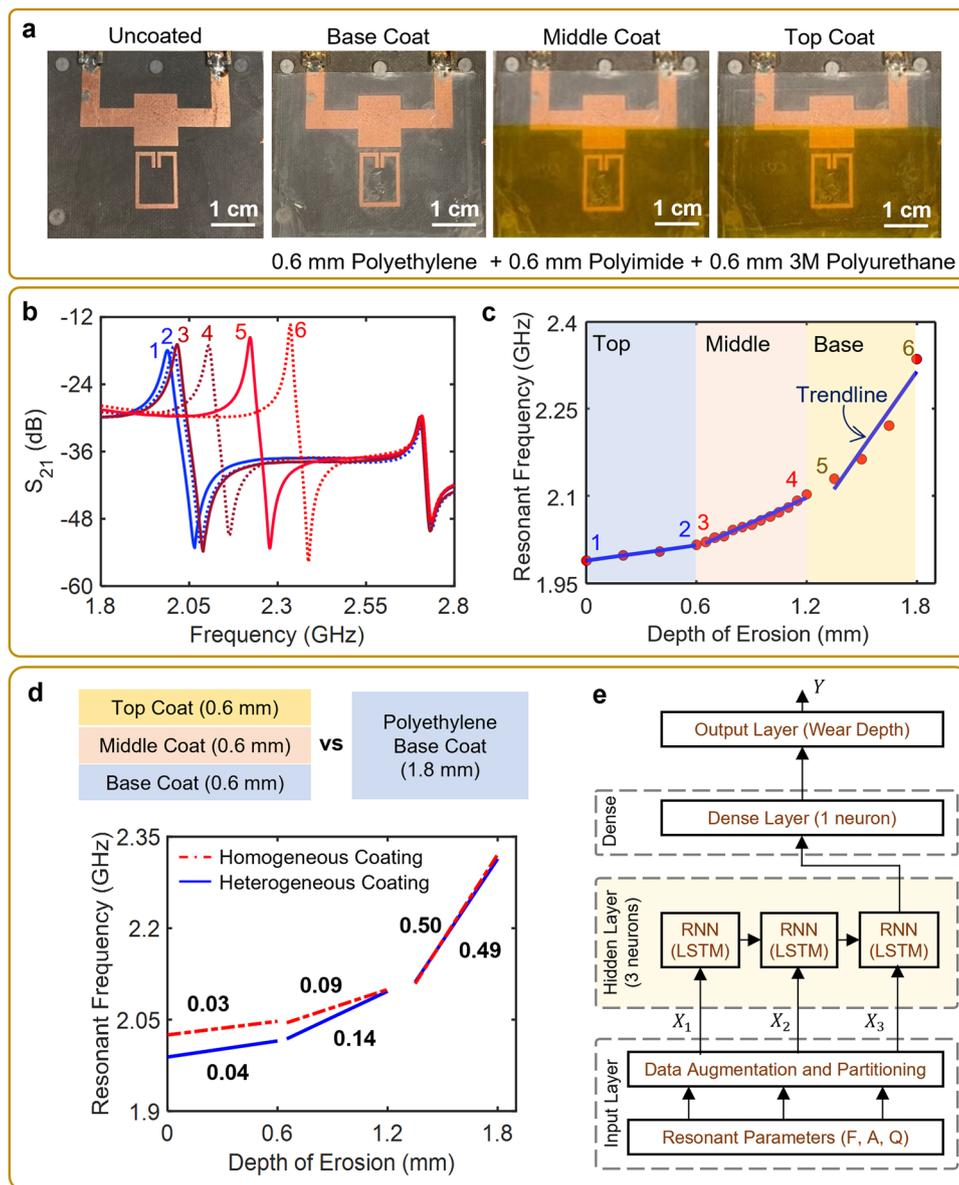 a
Uncoated
Base Coat
Middle Coat
Top Coat
1 cm
1 cm
1 cm
1 cm
0.6 mm Polyethylene + 0.6 mm Polyimide + 0.6 mm 3M Polyurethane
b
-12
-24
-36
-48
-60
S21 (dB)
1 2 3 4 5 6
1.8 2.05 2.3 2.55 2.8
Frequency (GHz)
c
2.4
2.25
2.1
1.95
Resonant Frequency (GHz)
Top Middle Base
Trendline
1 2 3 4 5 6
0 0.6 1.2 1.8
Depth of Erosion (mm)
d
Top Coat (0.6 mm)
Middle Coat (0.6 mm)
Base Coat (0.6 mm)
vs
Polyethylene
Base Coat
(1.8 mm)
2.35
2.2
2.05
1.9
Resonant Frequency (GHz)
Homogeneous Coating
Heterogeneous Coating
0.03
0.04
0.09
0.14
0.50
0.49
0 0.6 1.2 1.8
Depth of Erosion (mm)
e
Y
Output Layer (Wear Depth)
Dense
Dense Layer (1 neuron)
Hidden Layer
(3 neurons)
RNN
(LSTM)
RNN
(LSTM)
RNN
(LSTM)
X1 X2 X3
Input Layer
Data Augmentation and Partitioning
Resonant Parameters (F, A, Q)